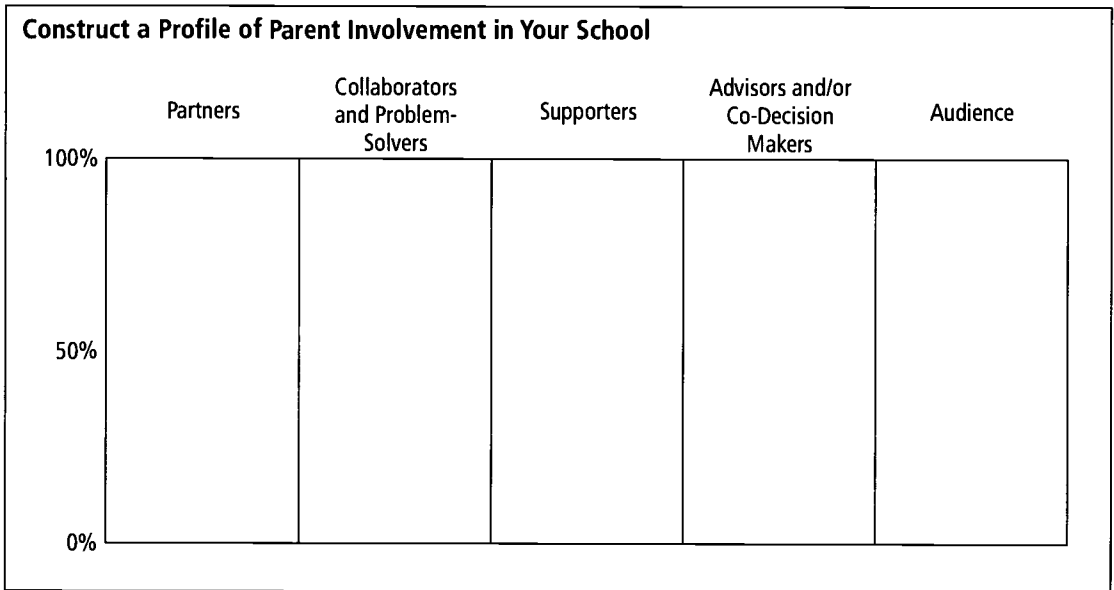 Construct a Profile of Parent Involvement in Your School
Partners
Collaborators
and Problem-
Solvers
Supporters
Advisors and/or
Co-Decision
Makers
Audience
100%
50%
0%